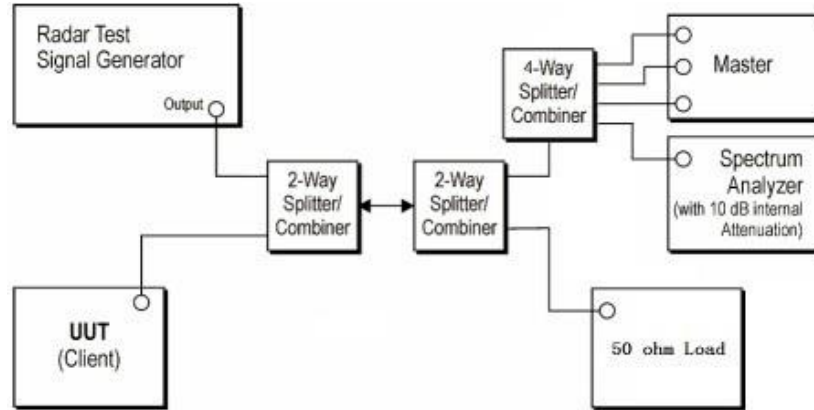 Radar Test
Signal Generator
Output
4-Way
Splitter/
Combiner
Master
2-Way
Splitter/
Combiner
2-Way
Splitter/
Combiner
Spectrum
Analyzer
(with 10 dB internal
Attenuation)
UUT
(Client)
50 ohm Load